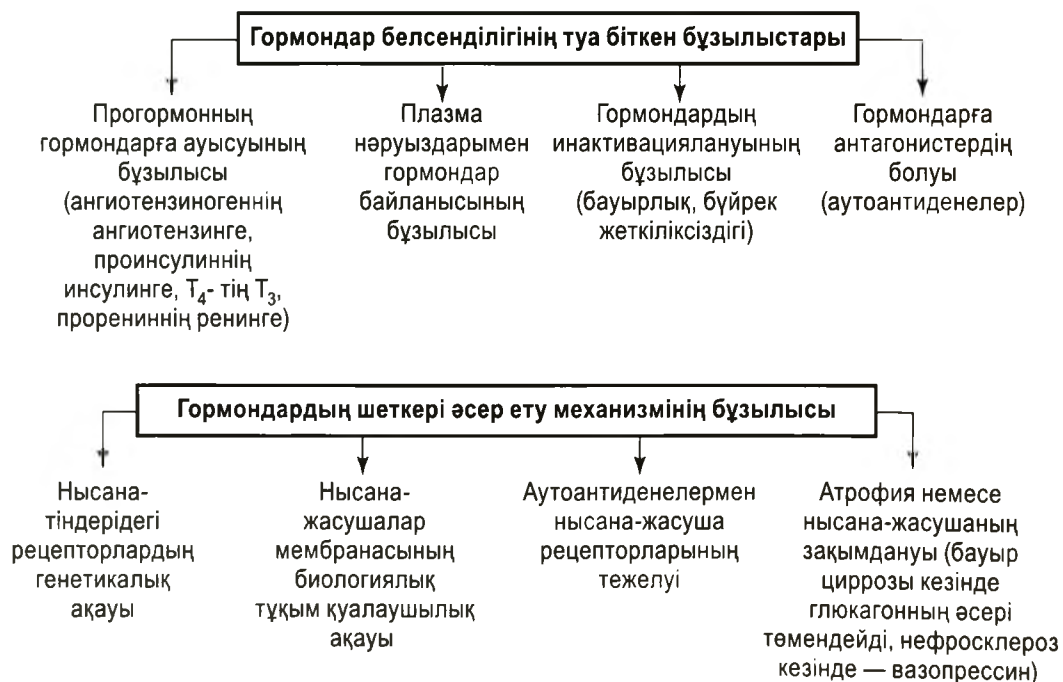 Гормондар белсенділігінің туа біткен бұзылыстары
Прогормонның
гормондарға ауысуының
бұзылысы
(ангиотензиногеннің
ангиотензинге,
проинсулиннің
инсулинге, T₄- тің T₃,
прорениннің ренинге)
Плазма
нәруыздарымен
гормондар
байланысының
бұзылысы
Гормондардың
инактивациялануының
бұзылысы
(бауырлық, бүйрек
жеткіліксіздігі)
Гормондарға
антагонистердің
болуы
(аутоантиденелер)
Гормондардың шеткері әсер ету механизмінің бұзылысы
Нысана-
тіндерідегі
рецепторлардың
генетикалық
ақауы
Нысана-
жасушалар
мембранасының
биологиялық
тұқым қуалаушылық
ақауы
Аутоантиденелермен
нысана-жасуша
рецепторларының
тежелуі
Атрофия немесе
нысана-жасушаның
зақымдануы (бауыр
циррозы кезінде
глюкагонның әсері
төмендейді, нефросклероз
кезінде — вазопрессин)